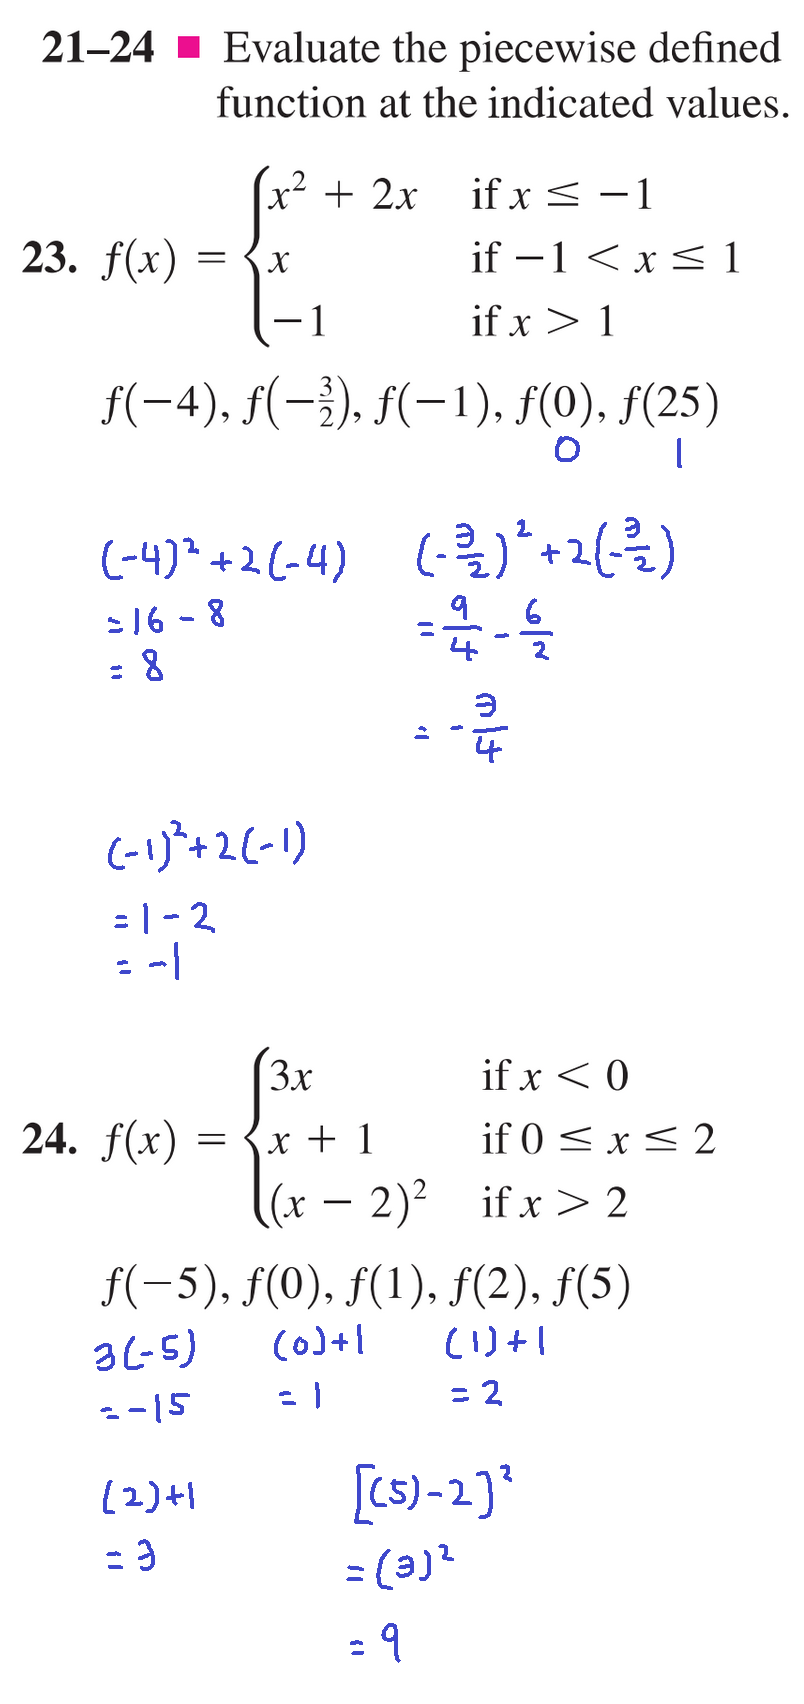 21–24 ■ Evaluate the piecewise defined
function at the indicated values.
23. f(x) = { x² + 2x if x ≤ −1
x if −1 < x ≤ 1
−1 if x > 1
f(−4), f(−3/2), f(−1), f(0), f(25)
0 1
(-4)² + 2(-4) (-3/2)² + 2(-3/2)
= 16 - 8 = 9/4 - 6/2
= 8 = -3/4
(-1)² + 2(-1)
= 1 - 2
= -1
24. f(x) = { 3x if x < 0
x + 1 if 0 ≤ x ≤ 2
(x − 2)² if x > 2
f(−5), f(0), f(1), f(2), f(5)
3(-5) (0)+1 (1)+1
= -15 = 1 = 2
(2)+1 [(5)-2]²
= 3 = (3)²
= 9